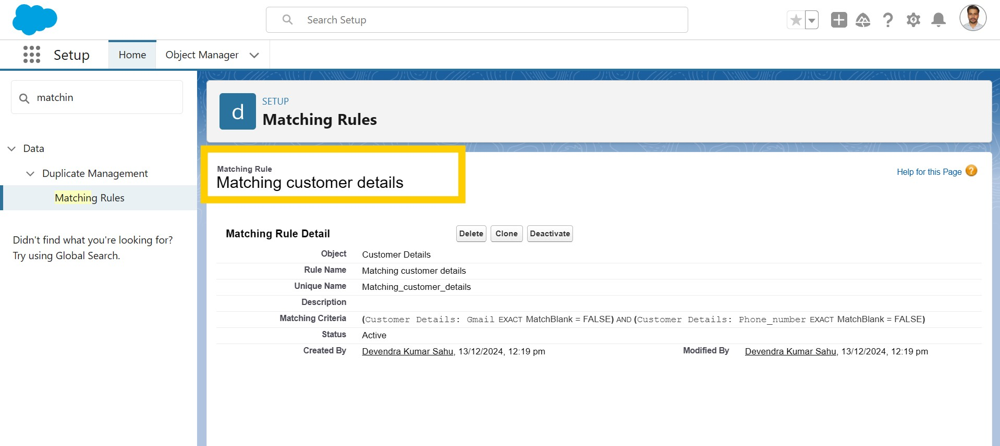 Search Setup
Setup
Home
Object Manager
matchin
Data
Duplicate Management
Matching Rules
Didn't find what you're looking for?
Try using Global Search.
d
SETUP
Matching Rules
Matching Rule
Matching customer details
Help for this Page ?
Matching Rule Detail
Delete Clone Deactivate
Object Customer Details
Rule Name Matching customer details
Unique Name Matching_customer_details
Description
Matching Criteria (Customer Details: Gmail EXACT MatchBlank = FALSE) AND (Customer Details: Phone_number EXACT MatchBlank = FALSE)
Status Active
Created By Devendra Kumar Sahu, 13/12/2024, 12:19 pm Modified By Devendra Kumar Sahu, 13/12/2024, 12:19 pm